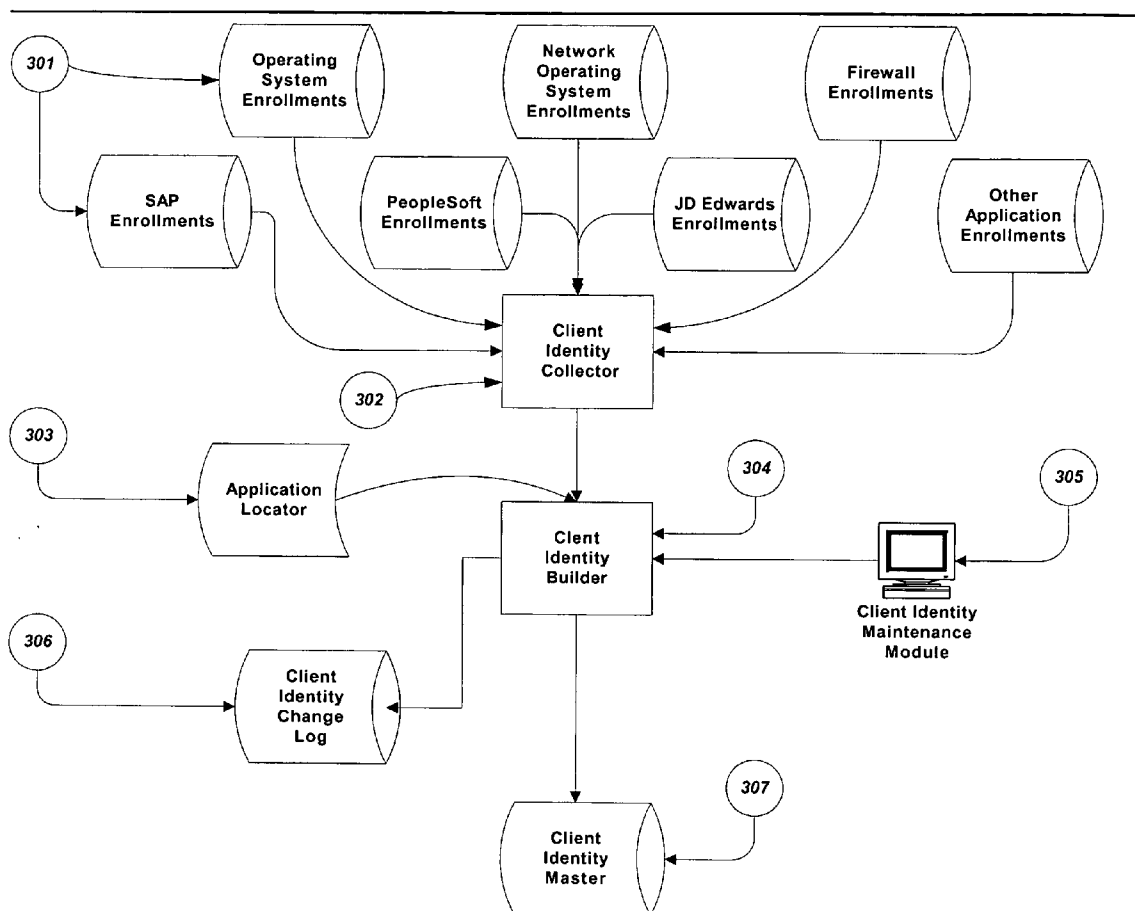 301
Operating
System
Enrollments
Network
Operating
System
Enrollments
Firewall
Enrollments
SAP
Enrollments
PeopleSoft
Enrollments
JD Edwards
Enrollments
Other
Application
Enrollments
Client
Identity
Collector
302
303
Application
Locator
304
305
Clent
Identity
Builder
Client Identity
Maintenance
Module
306
Client
Identity
Change
Log
307
Client
Identity
Master